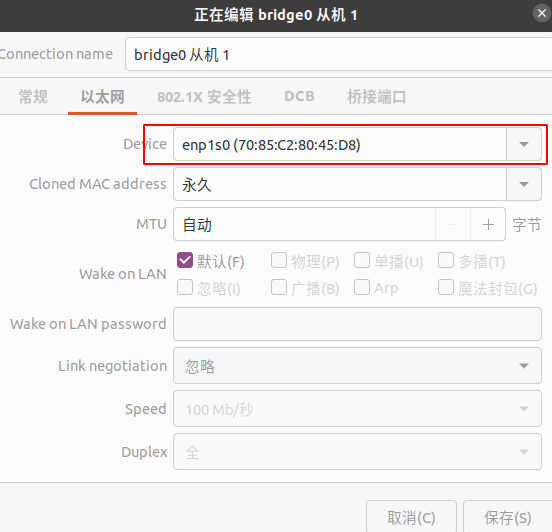 正在编辑 bridge0 从机 1
Connection name bridge0 从机 1
常规 以太网 802.1X 安全性 DCB 桥接端口
Device enp1s0 (70:85:C2:80:45:D8)
Cloned MAC address 永久
MTU 自动 字节
Wake on LAN 默认(F) 物理(P) 单播(U) 多播(T)
忽略(I) 广播(B) Arp 魔法封包(G)
Wake on LAN password
Link negotiation 忽略
Speed 100 Mb/秒
Duplex 全
取消(C) 保存(S)